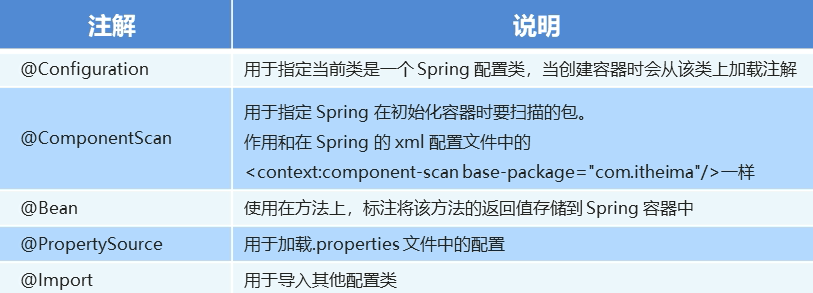 注解 说明
@Configuration 用于指定当前类是一个 Spring 配置类，当创建容器时会从该类上加载注解
@ComponentScan 用于指定 Spring 在初始化容器时要扫描的包。
作用和在 Spring 的 xml 配置文件中的
<context:component-scan base-package="com.itheima"/>一样
@Bean 使用在方法上，标注将该方法的返回值存储到 Spring 容器中
@PropertySource 用于加载.properties 文件中的配置
@Import 用于导入其他配置类